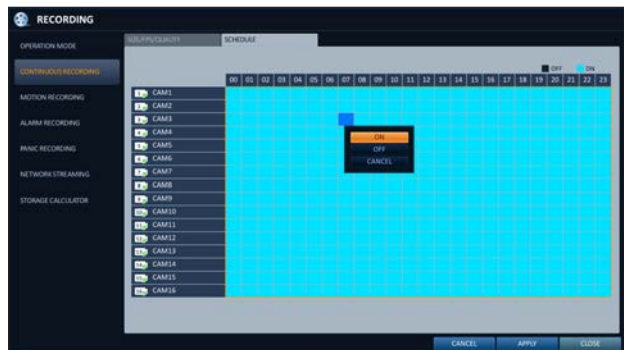 RECORDING
SIZE/FPS/QUALITY
SCHEDULE
OPERATION MODE
CONTINUOUS RECORDING
MOTION RECORDING
ALARM RECORDING
PANIC RECORDING
NETWORK STREAMING
STORAGE CALCULATOR
OFF ON
00 01 02 03 04 05 06 07 08 09 10 11 12 13 14 15 16 17 18 19 20 21 22 23
CAM1
CAM2
CAM3
CAM4
CAM5
CAM6
CAM7
CAM8
CAM9
CAM10
CAM11
CAM12
CAM13
CAM14
CAM15
CAM16
ON
OFF
CANCEL
CANCEL APPLY CLOSE